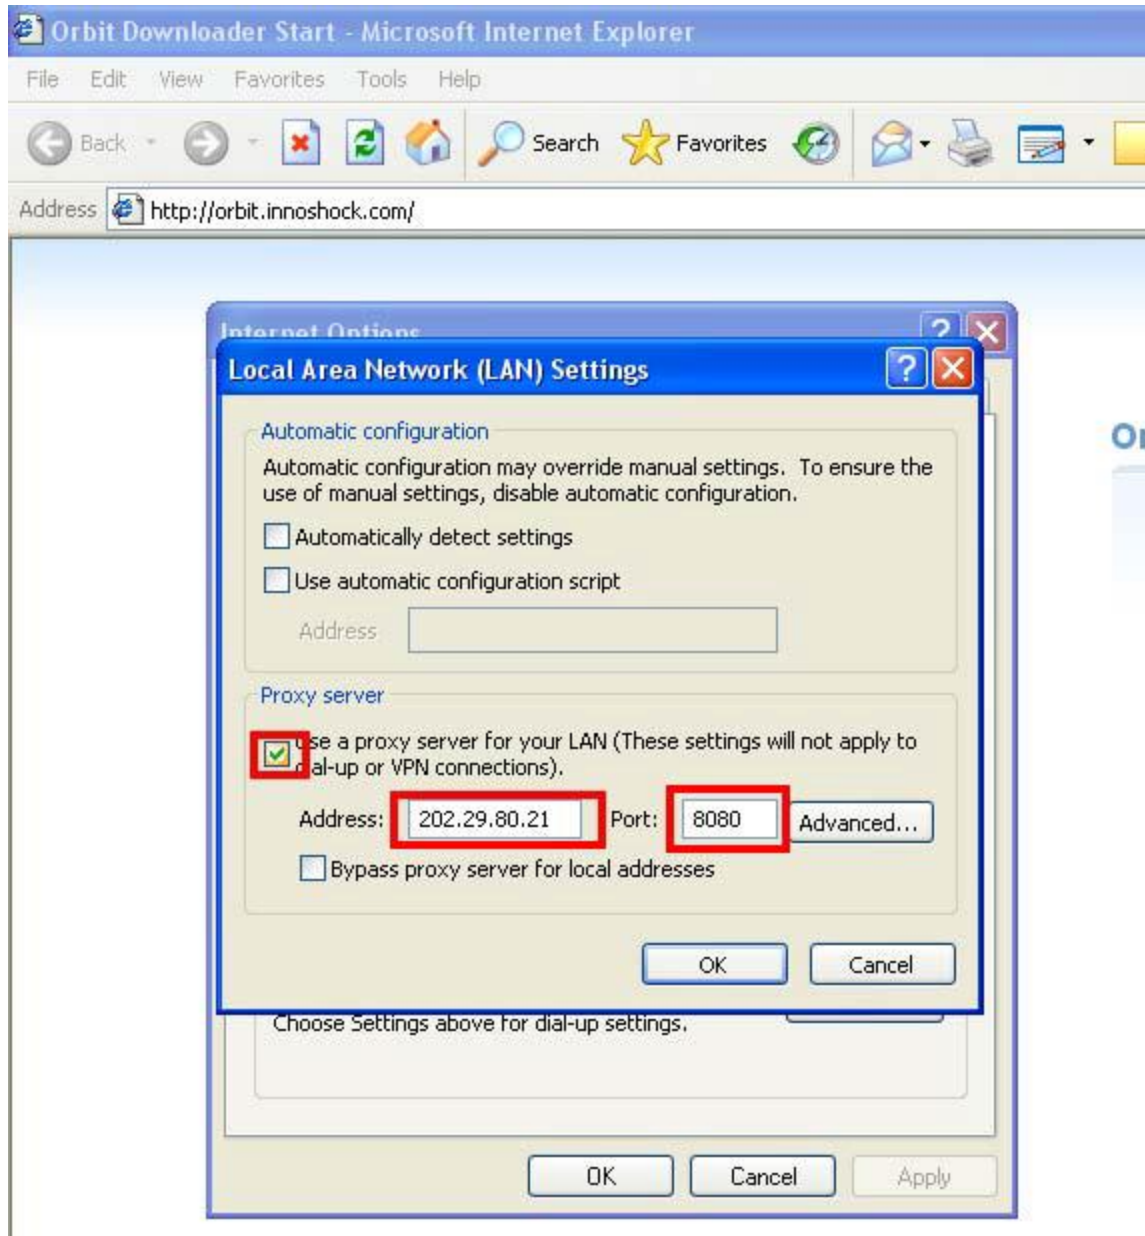 Orbit Downloader Start - Microsoft Internet Explorer
File Edit View Favorites Tools Help
Back Search Favorites
Address http://orbit.innoshock.com/
Internet Options
Local Area Network (LAN) Settings
Automatic configuration
Automatic configuration may override manual settings. To ensure the
use of manual settings, disable automatic configuration.
Automatically detect settings
Use automatic configuration script
Address
Proxy server
Use a proxy server for your LAN (These settings will not apply to
dial-up or VPN connections).
Address: 202.29.80.21 Port: 8080 Advanced...
Bypass proxy server for local addresses
OK Cancel
Choose Settings above for dial-up settings.
OK Cancel Apply